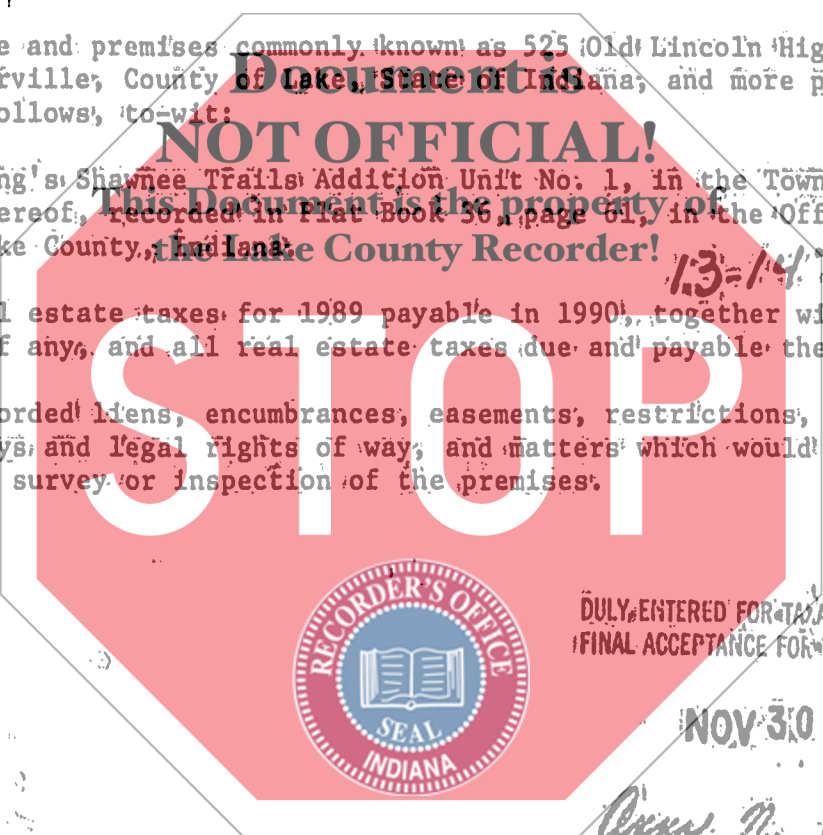 e and premises commonly known as 525 Old Lincoln Hig
Document is
rville, County of Lake, State of Indiana, and more p
ollows, to-wit:
NOT OFFICIAL!
ng's Shawnee Trails Addition Unit No. 1, in the Town
This Document is the property of
ereof, recorded in Plat Book 36, page 61, in the Off
ke County, Indiana.
the Lake County Recorder!
13-14
l estate taxes for 1989 payable in 1990, together wi
f any, and all real estate taxes due and payable the
STOP
orded liens, encumbrances, easements, restrictions,
ys and legal rights of way, and matters which would
survey or inspection of the premises.
RECORDER'S OFFICE
SEAL
INDIANA
DULY ENTERED FOR TAXA
FINAL ACCEPTANCE FOR
NOV 30